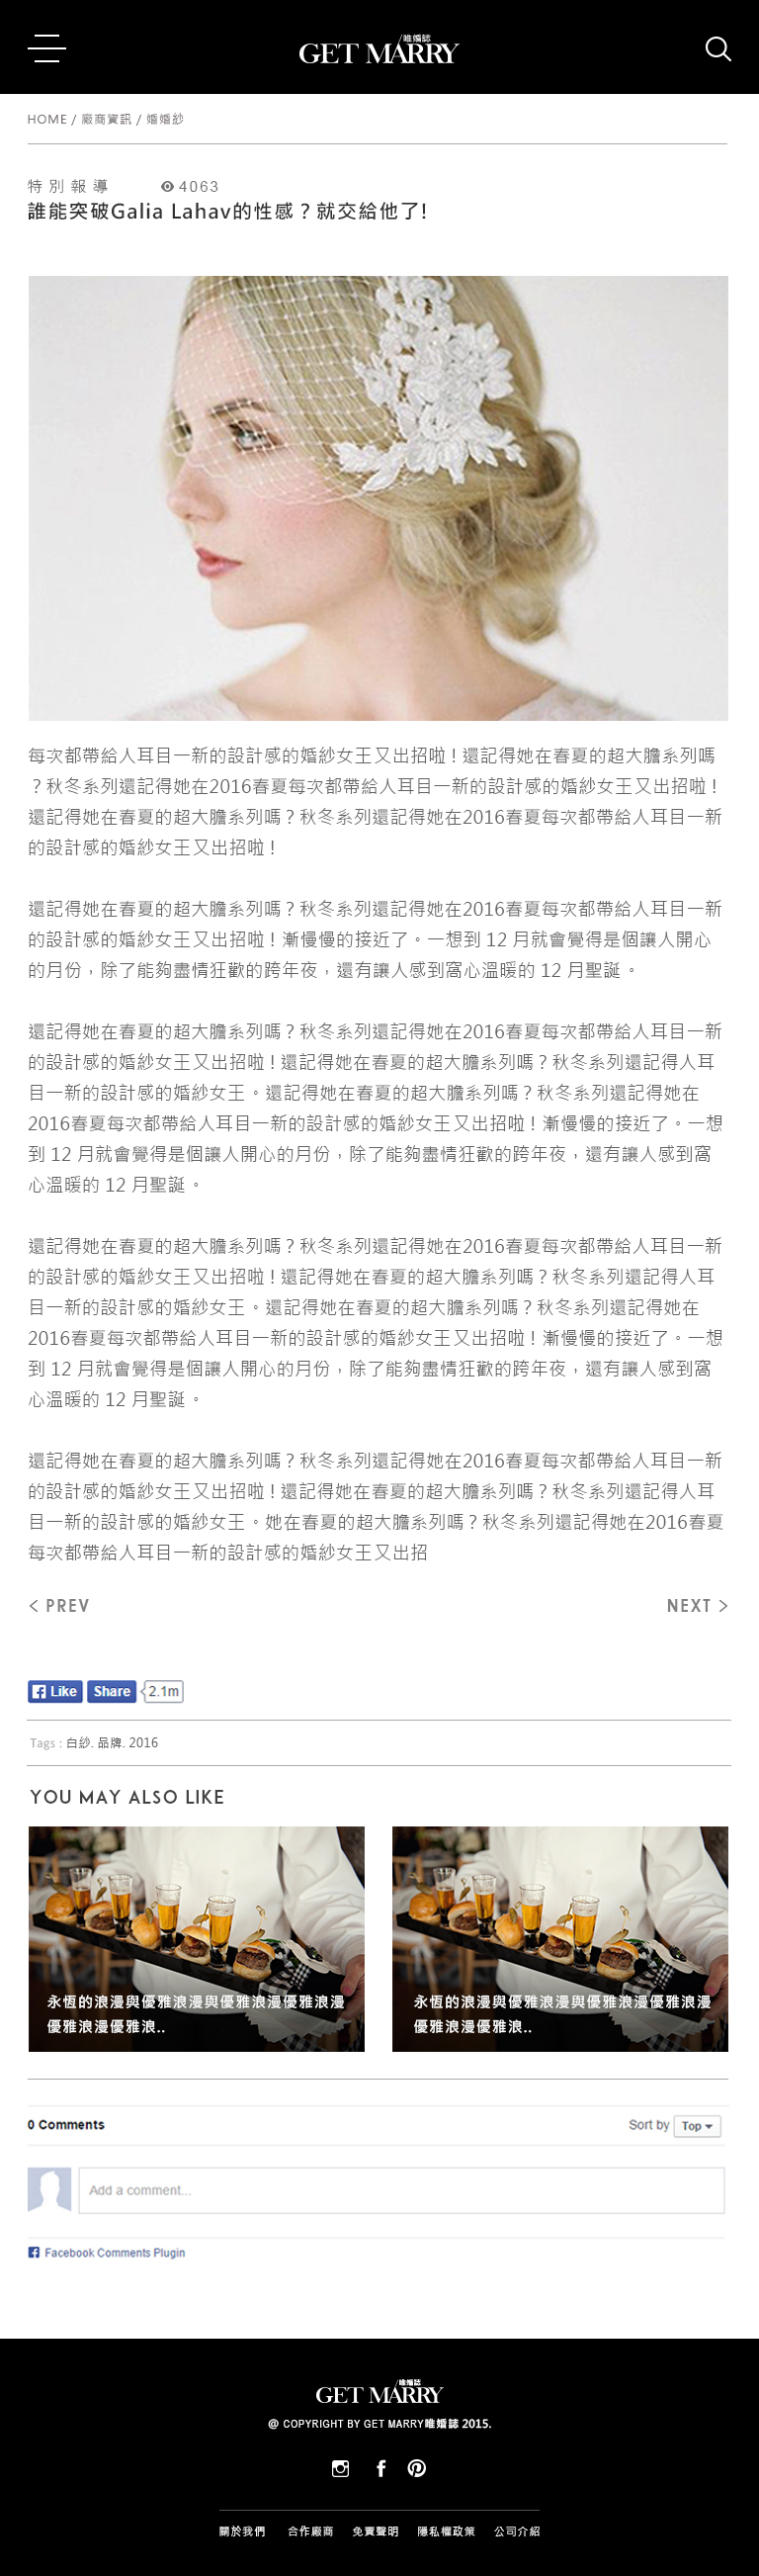 唯婚誌
GET MARRY
HOME / 廠商資訊 / 婚婚紗
特別報導 4063
誰能突破Galia Lahav的性感？就交給他了!
每次都帶給人耳目一新的設計感的婚紗女王又出招啦！還記得她在春夏的超大膽系列嗎
？秋冬系列還記得她在2016春夏每次都帶給人耳目一新的設計感的婚紗女王又出招啦！
還記得她在春夏的超大膽系列嗎？秋冬系列還記得她在2016春夏每次都帶給人耳目一新
的設計感的婚紗女王又出招啦！
還記得她在春夏的超大膽系列嗎？秋冬系列還記得她在2016春夏每次都帶給人耳目一新
的設計感的婚紗女王又出招啦！漸慢慢的接近了。一想到 12 月就會覺得是個讓人開心
的月份，除了能夠盡情狂歡的跨年夜，還有讓人感到窩心溫暖的 12 月聖誕。
還記得她在春夏的超大膽系列嗎？秋冬系列還記得她在2016春夏每次都帶給人耳目一新
的設計感的婚紗女王又出招啦！還記得她在春夏的超大膽系列嗎？秋冬系列還記得人耳
目一新的設計感的婚紗女王。還記得她在春夏的超大膽系列嗎？秋冬系列還記得她在
2016春夏每次都帶給人耳目一新的設計感的婚紗女王又出招啦！漸慢慢的接近了。一想
到 12 月就會覺得是個讓人開心的月份，除了能夠盡情狂歡的跨年夜，還有讓人感到窩
心溫暖的 12 月聖誕。
還記得她在春夏的超大膽系列嗎？秋冬系列還記得她在2016春夏每次都帶給人耳目一新
的設計感的婚紗女王又出招啦！還記得她在春夏的超大膽系列嗎？秋冬系列還記得人耳
目一新的設計感的婚紗女王。還記得她在春夏的超大膽系列嗎？秋冬系列還記得她在
2016春夏每次都帶給人耳目一新的設計感的婚紗女王又出招啦！漸慢慢的接近了。一想
到 12 月就會覺得是個讓人開心的月份，除了能夠盡情狂歡的跨年夜，還有讓人感到窩
心溫暖的 12 月聖誕。
還記得她在春夏的超大膽系列嗎？秋冬系列還記得她在2016春夏每次都帶給人耳目一新
的設計感的婚紗女王又出招啦！還記得她在春夏的超大膽系列嗎？秋冬系列還記得人耳
目一新的設計感的婚紗女王。她在春夏的超大膽系列嗎？秋冬系列還記得她在2016春夏
每次都帶給人耳目一新的設計感的婚紗女王又出招
< PREV NEXT >
Like Share 2.1m
Tags : 白紗. 品牌. 2016
YOU MAY ALSO LIKE
永恆的浪漫與優雅浪漫與優雅浪漫優雅浪漫
優雅浪漫優雅浪..
永恆的浪漫與優雅浪漫與優雅浪漫優雅浪漫
優雅浪漫優雅浪..
0 Comments Sort by Top
Add a comment...
Facebook Comments Plugin
唯婚誌
GET MARRY
@ COPYRIGHT BY GET MARRY唯婚誌 2015.
關於我們 合作廠商 免責聲明 隱私權政策 公司介紹